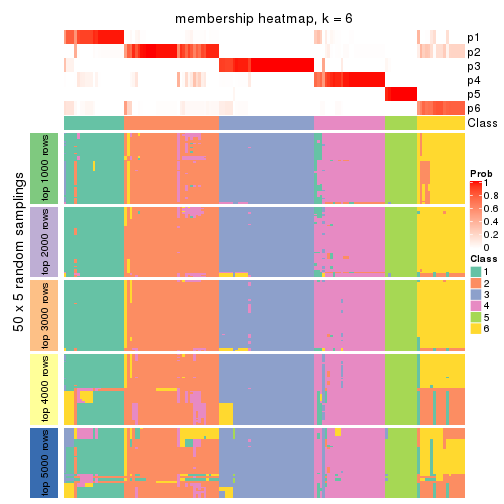 membership heatmap, k = 6
p1
p2
p3
p4
p5
p6
Class
50 x 5 random samplings
top 1000 rows
top 2000 rows
top 3000 rows
top 4000 rows
top 5000 rows
Prob
1
0.8
0.6
0.4
0.2
0
Class
1
2
3
4
5
6